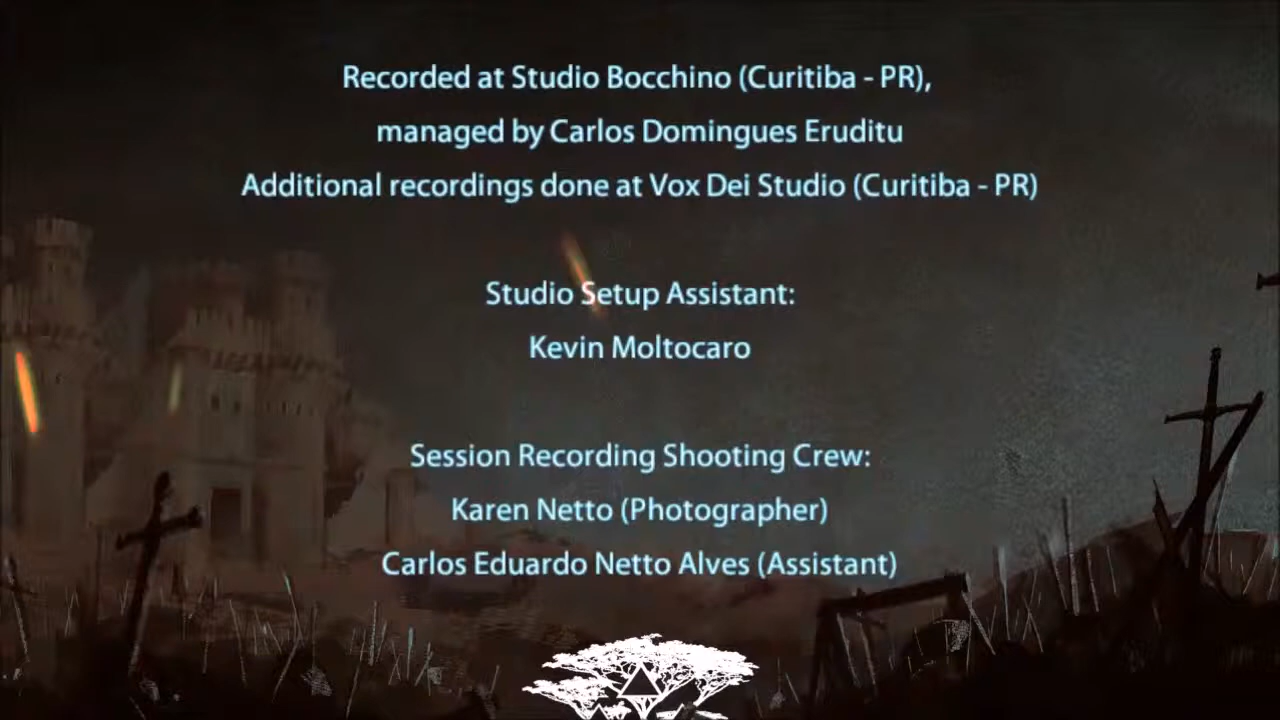 Recorded at Studio Bocchino (Curitiba - PR),
managed by Carlos Domingues Eruditu
Additional recordings done at Vox Dei Studio (Curitiba - PR)
Studio Setup Assistant:
Kevin Moltocaro
Session Recording Shooting Crew:
Karen Netto (Photographer)
Carlos Eduardo Netto Alves (Assistant)